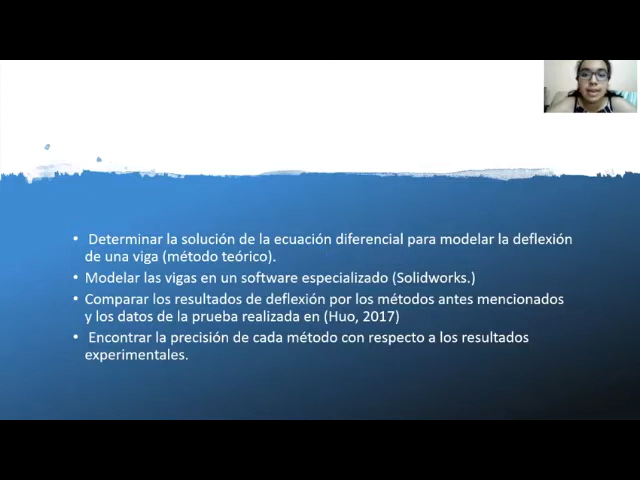 • Determinar la solución de la ecuación diferencial para modelar la deflexión
de una viga (método teórico).
• Modelar las vigas en un software especializado (Solidworks.)
• Comparar los resultados de deflexión por los métodos antes mencionados
y los datos de la prueba realizada en (Huo, 2017)
• Encontrar la precisión de cada método con respecto a los resultados
experimentales.